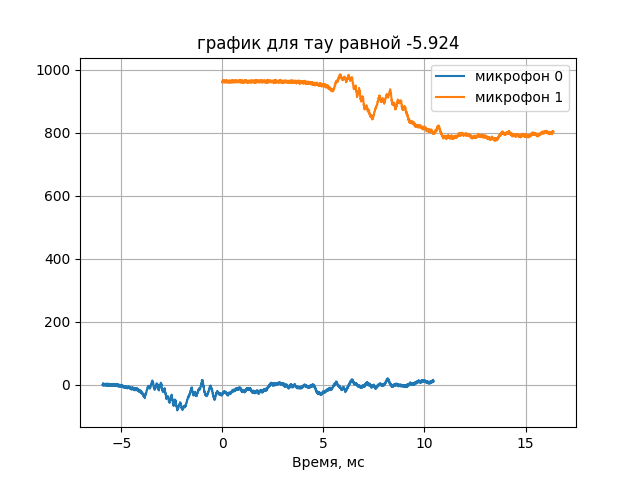 график для тау равной -5.924
микрофон 0
микрофон 1
1000
800
600
400
200
0
−5 0 5 10 15
Время, мс